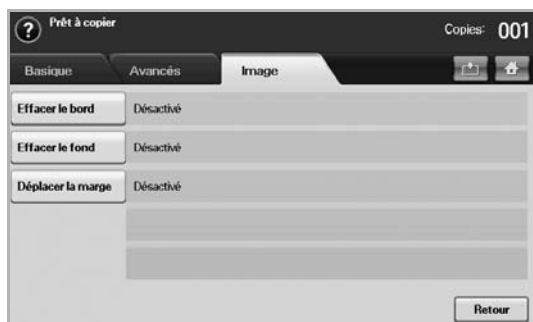 ? Prêt à copier
Copies: 001
Basique Avancés Image
Effacer le bord Désactivé
Effacer le fond Désactivé
Déplacer la marge Désactivé
Retour